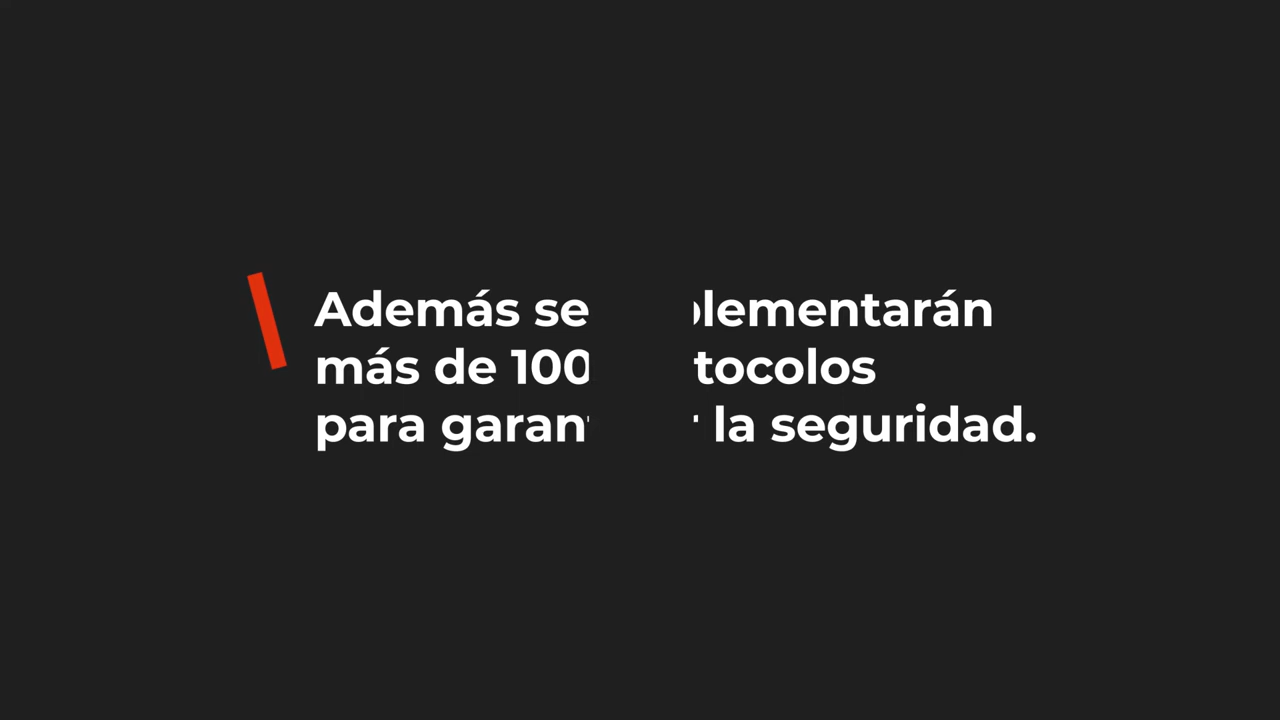 Además se plementarán
más de 100 tocolos
para garan r la seguridad.